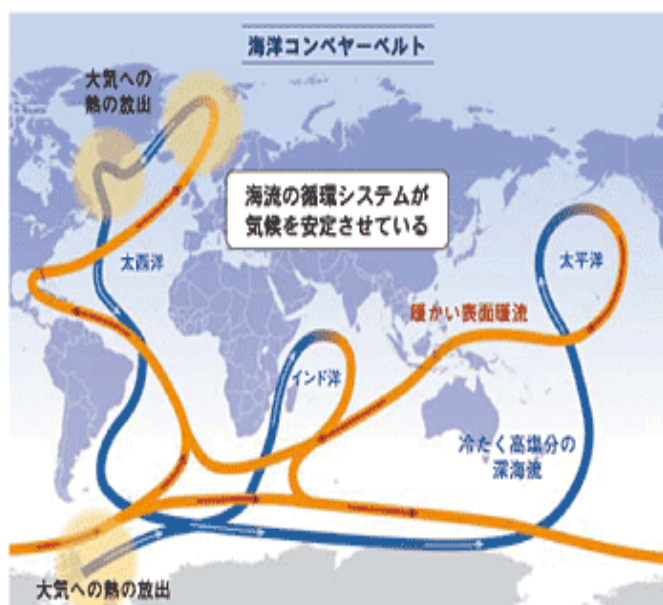 海洋コンベヤーベルト
大気への
熱の放出
海流の循環システムが
気候を安定させている
大西洋
太平洋
暖かい表面暖流
インド洋
冷たく高塩分の
深海流
大気への熱の放出